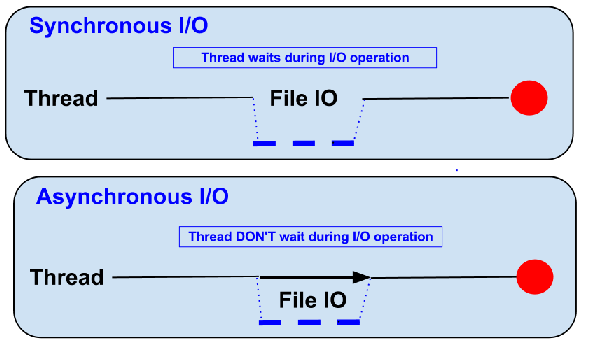 Synchronous I/O
Thread waits during I/O operation
Thread File IO
Asynchronous I/O
Thread DON'T wait during I/O operation
Thread
File IO